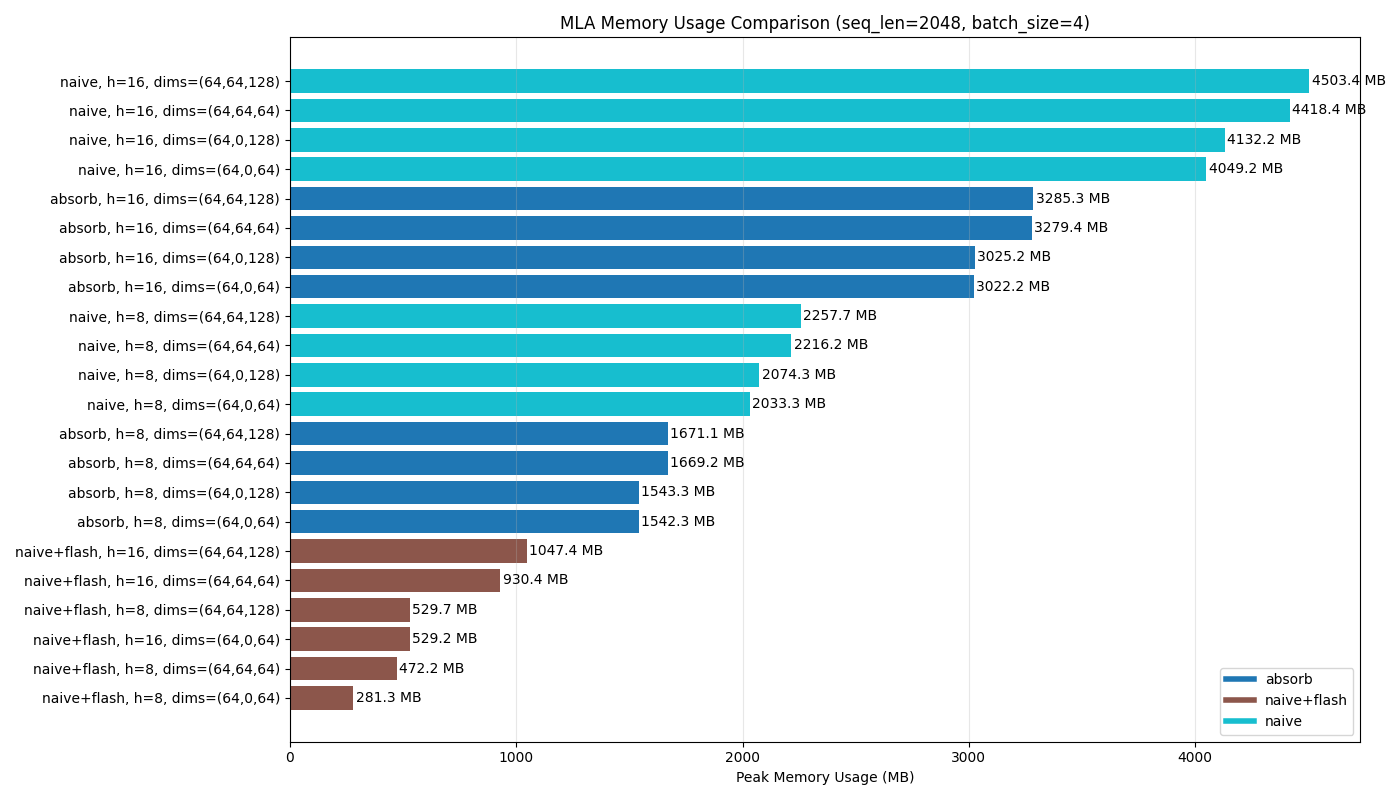 MLA Memory Usage Comparison (seq_len=2048, batch_size=4)
naive, h=16, dims=(64,64,128) 4503.4 MB
naive, h=16, dims=(64,64,64) 4418.4 MB
naive, h=16, dims=(64,0,128) 4132.2 MB
naive, h=16, dims=(64,0,64) 4049.2 MB
absorb, h=16, dims=(64,64,128) 3285.3 MB
absorb, h=16, dims=(64,64,64) 3279.4 MB
absorb, h=16, dims=(64,0,128) 3025.2 MB
absorb, h=16, dims=(64,0,64) 3022.2 MB
naive, h=8, dims=(64,64,128) 2257.7 MB
naive, h=8, dims=(64,64,64) 2216.2 MB
naive, h=8, dims=(64,0,128) 2074.3 MB
naive, h=8, dims=(64,0,64) 2033.3 MB
absorb, h=8, dims=(64,64,128) 1671.1 MB
absorb, h=8, dims=(64,64,64) 1669.2 MB
absorb, h=8, dims=(64,0,128) 1543.3 MB
absorb, h=8, dims=(64,0,64) 1542.3 MB
naive+flash, h=16, dims=(64,64,128) 1047.4 MB
naive+flash, h=16, dims=(64,64,64) 930.4 MB
naive+flash, h=8, dims=(64,64,128) 529.7 MB
naive+flash, h=16, dims=(64,0,64) 529.2 MB
naive+flash, h=8, dims=(64,64,64) 472.2 MB
naive+flash, h=8, dims=(64,0,64) 281.3 MB
absorb
naive+flash
naive
0 1000 2000 3000 4000
Peak Memory Usage (MB)